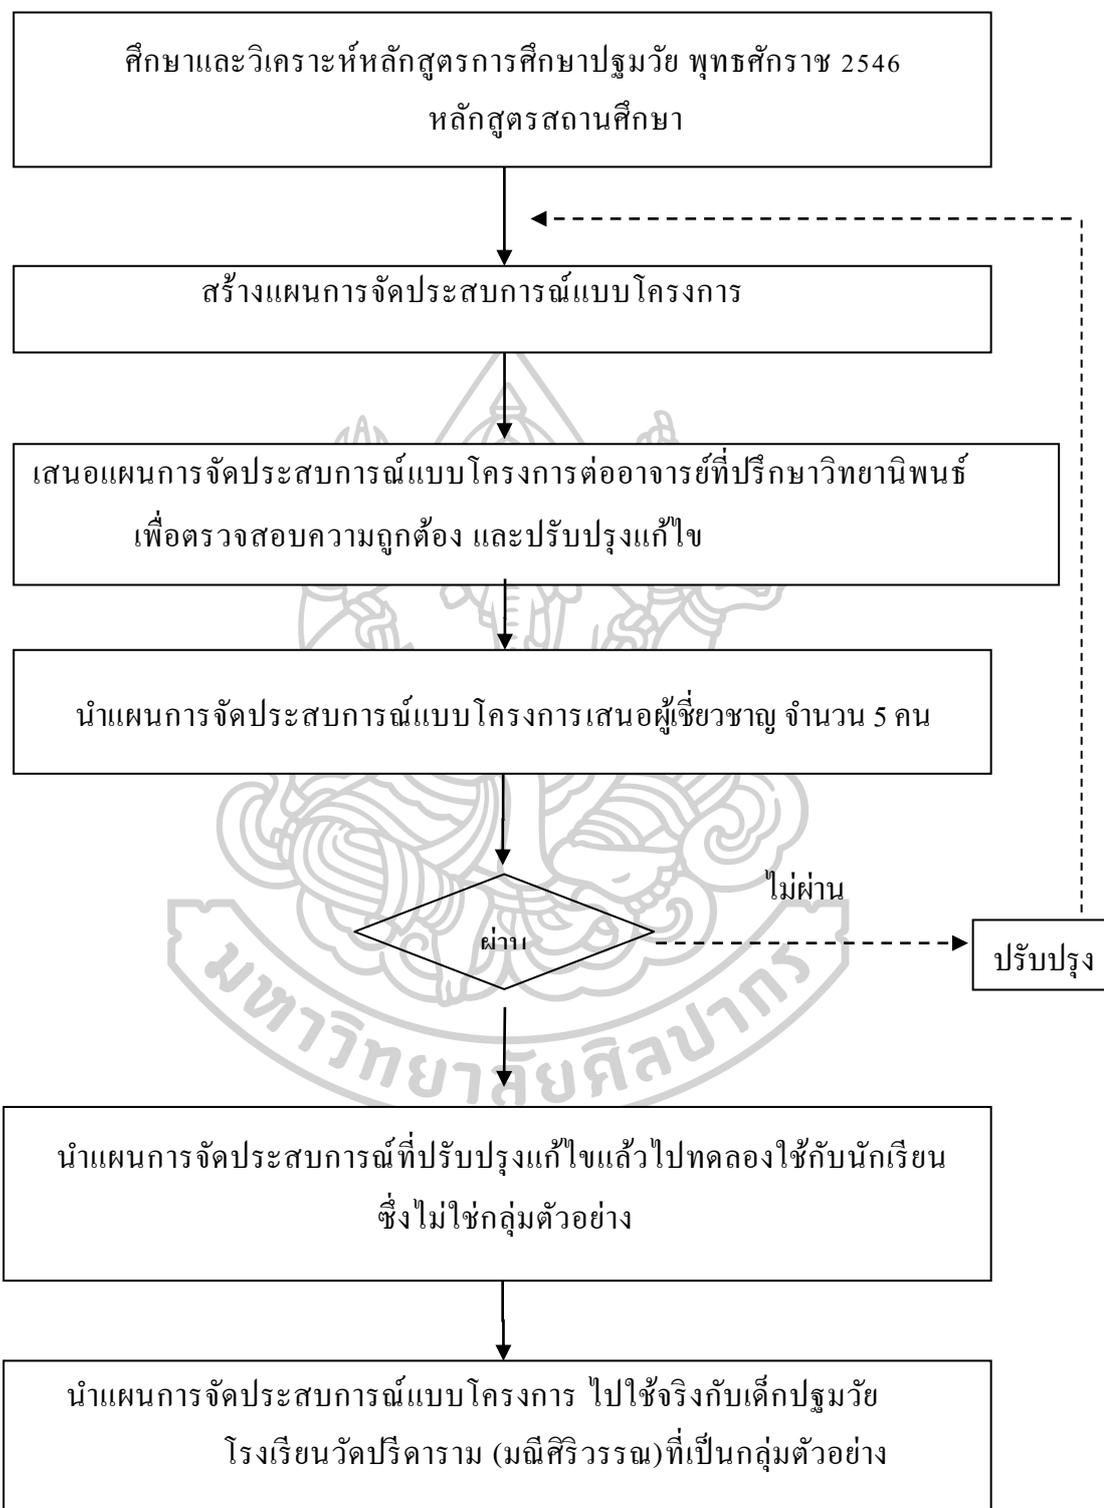 ศึกษาและวิเคราะห์หลักสูตรการศึกษาปฐมวัย พุทธศักราช 2546
หลักสูตรสถานศึกษา
สร้างแผนการจัดประสบการณ์แบบโครงการ
เสนอแผนการจัดประสบการณ์แบบโครงการต่ออาจารย์ที่ปรึกษาวิทยานิพนธ์
เพื่อตรวจสอบความถูกต้อง และปรับปรุงแก้ไข
นำแผนการจัดประสบการณ์แบบโครงการเสนอผู้เชี่ยวชาญ จำนวน 5 คน
ไม่ผ่าน
ผ่าน
ปรับปรุง
มหาวิทยาลัยศิลปากร
นำแผนการจัดประสบการณ์ที่ปรับปรุงแก้ไขแล้วไปทดลองใช้กับนักเรียน
ซึ่งไม่ใช่กลุ่มตัวอย่าง
นำแผนการจัดประสบการณ์แบบโครงการ ไปใช้จริงกับเด็กปฐมวัย
โรงเรียนวัดปรีดาราม (มณีศิริวรรณ)ที่เป็นกลุ่มตัวอย่าง